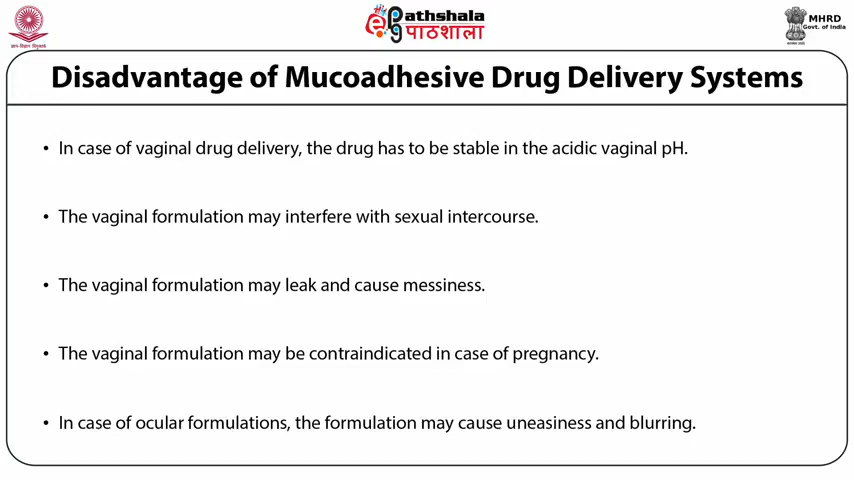 ePathshala
पाठशाला
MHRD
Govt. of India
Disadvantage of Mucoadhesive Drug Delivery Systems
• In case of vaginal drug delivery, the drug has to be stable in the acidic vaginal pH.
• The vaginal formulation may interfere with sexual intercourse.
• The vaginal formulation may leak and cause messiness.
• The vaginal formulation may be contraindicated in case of pregnancy.
• In case of ocular formulations, the formulation may cause uneasiness and blurring.